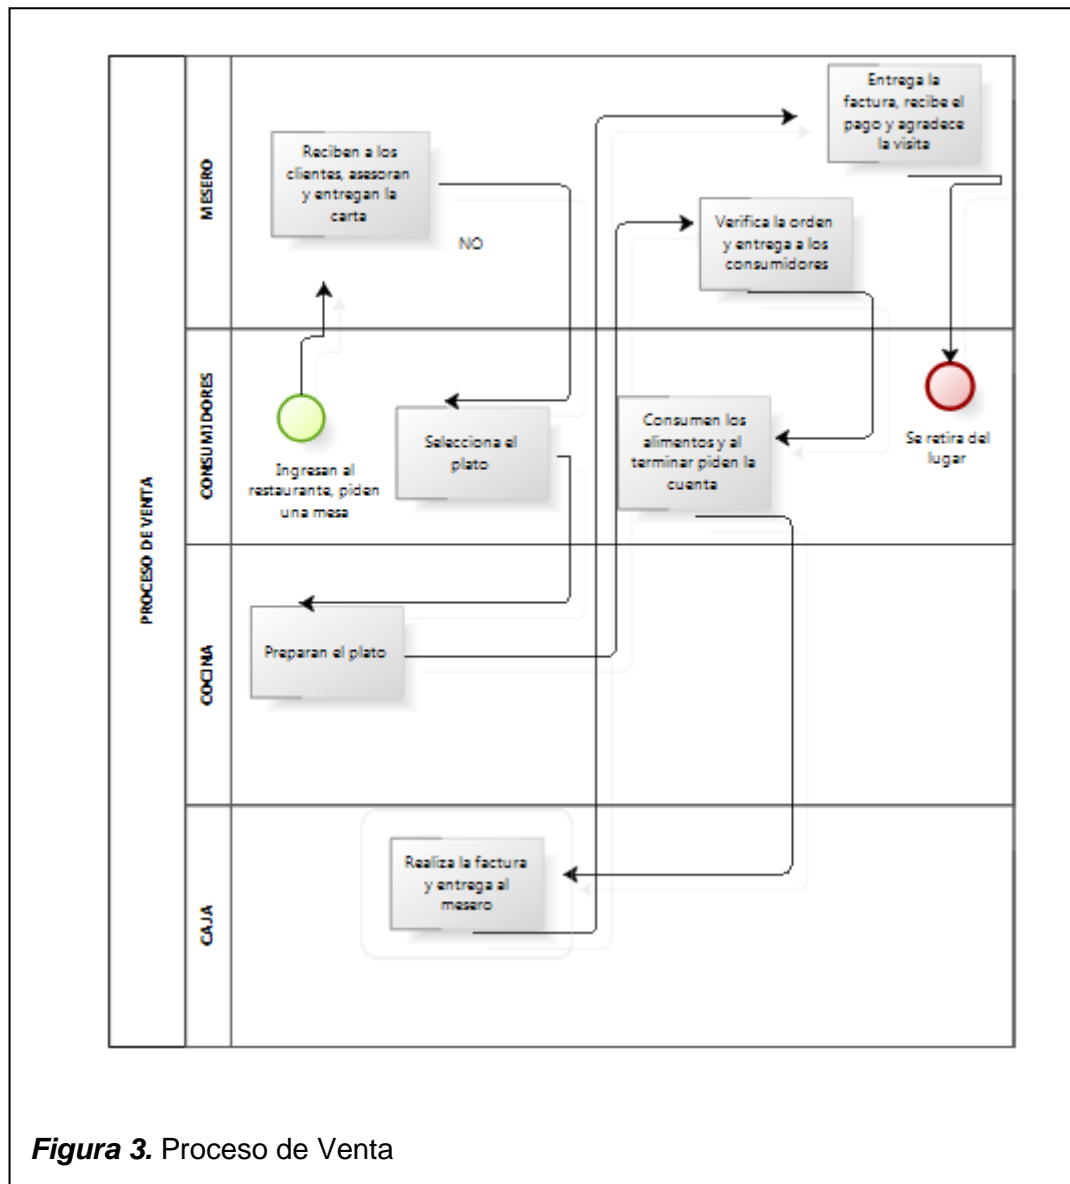 PROCESO DE VENTA
MESERO
Reciben a los
clientes, asesoran
y entregan la
carta
NO
Entrega la
factura, recibe el
pago y agradece
la visita
Verifica la orden
y entrega a los
consumidores
CONSUMIDORES
Ingresan al
restaurante, piden
una mesa
Selecciona el
plato
Consumen los
alimentos y al
terminar piden la
cuenta
Se retira del
lugar
COCINA
Preparan el plato
CAJA
Realiza la factura
y entrega al
mesero
Figura 3. Proceso de Venta